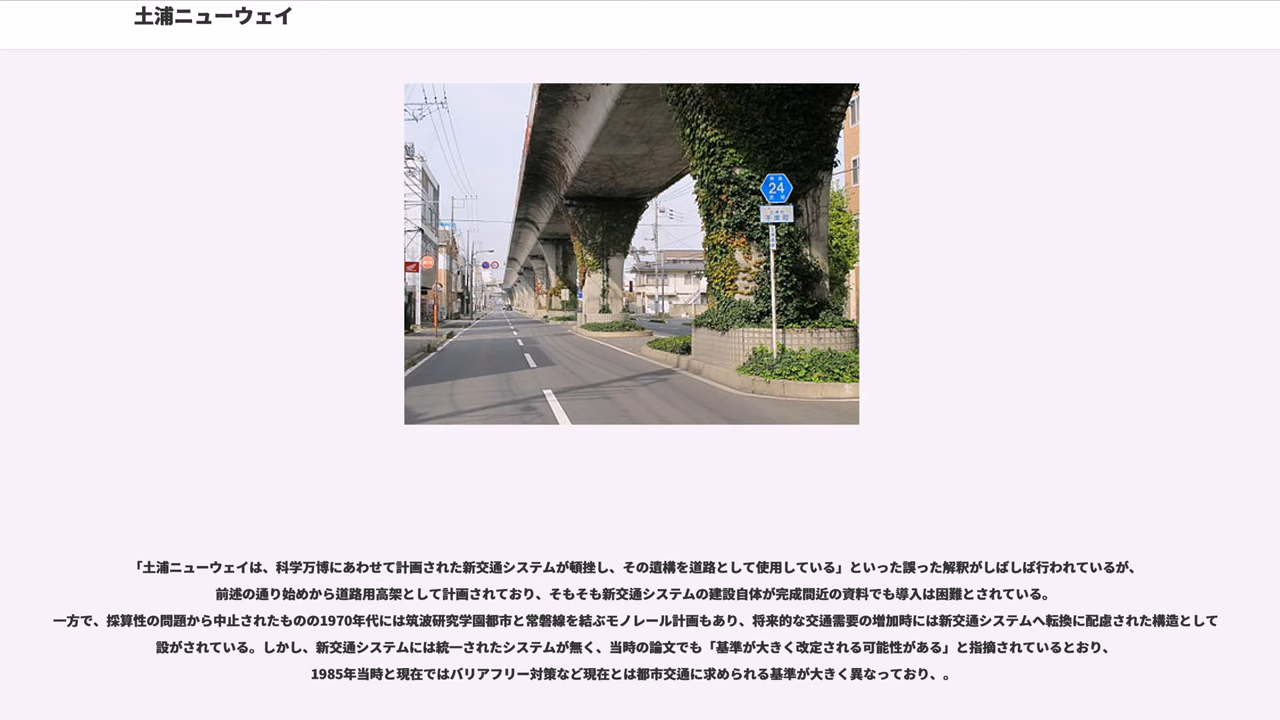 土浦ニューウェイ
24
「土浦ニューウェイは、科学万博にあわせて計画された新交通システムが頓挫し、その遺構を道路として使用している」といった誤った解釈がしばしば行われているが、
前述の通り始めから道路用高架として計画されており、そもそも新交通システムの建設自体が完成間近の資料でも導入は困難とされている。
一方で、採算性の問題から中止されたものの1970年代には筑波研究学園都市と常磐線を結ぶモノレール計画もあり、将来的な交通需要の増加時には新交通システムへ転換に配慮された構造として
設がされている。しかし、新交通システムには統一されたシステムが無く、当時の論文でも「基準が大きく改定される可能性がある」と指摘されているとおり、
1985年当時と現在ではバリアフリー対策など現在とは都市交通に求められる基準が大きく異なっており、。